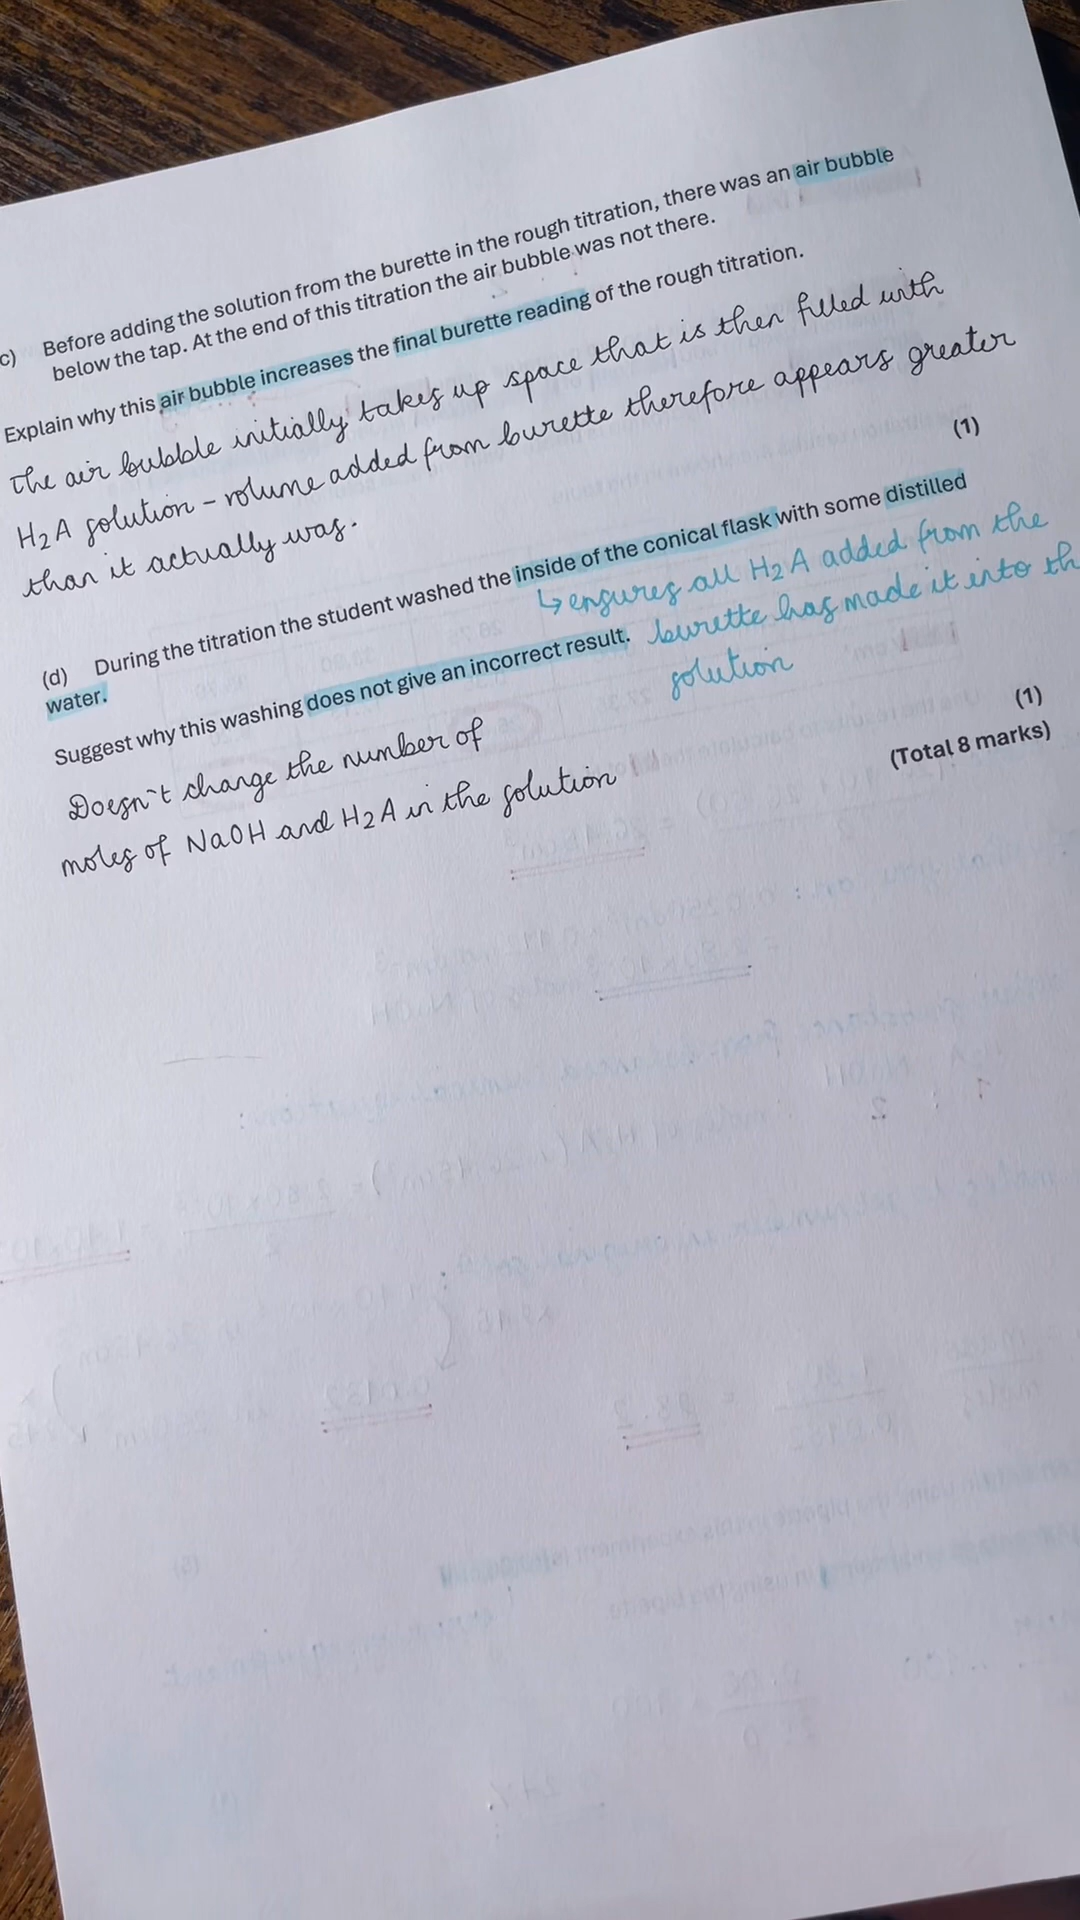 c) Before adding the solution from the burette in the rough titration, there was an air bubble
below the tap. At the end of this titration the air bubble was not there.
Explain why this air bubble increases the final burette reading of the rough titration.
The air bubble initially takes up space that is then filled with
H₂A solution - volume added from burette therefore appears greater
than it actually was.
(1)
(d) During the titration the student washed the inside of the conical flask with some distilled
water.
↳ ensures all H₂A added from the
burette has made it into th
solution
Suggest why this washing does not give an incorrect result.
Doesn't change the number of
moles of NaOH and H₂A in the solution
(1)
(Total 8 marks)